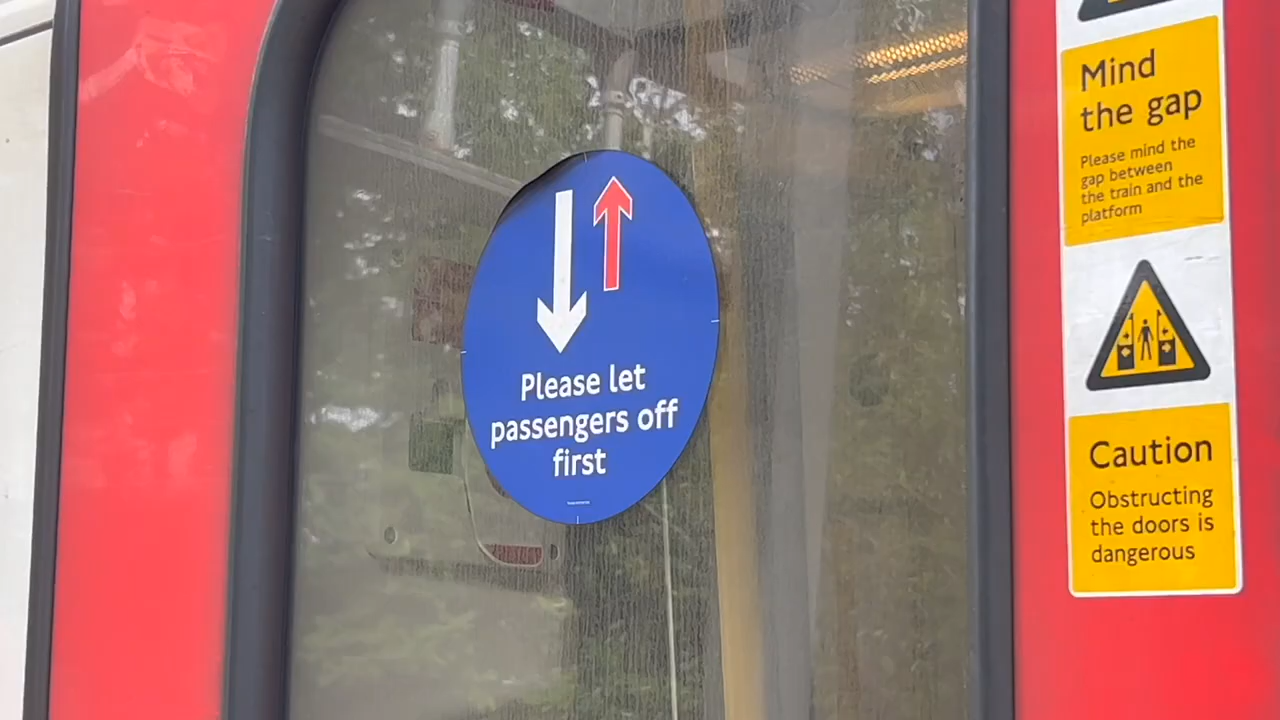 Please let
passengers off
first
Mind
the gap
Please mind the
gap between
the train and the
platform
Caution
Obstructing
the doors is
dangerous